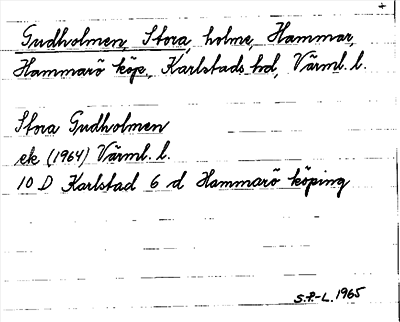 +
Gudholmen, Stora, holme, Hammar,
Hammarö köp., Karlstads hd, Värml. l.
Stora Gudholmen
ek (1964) Värml. l.
10 D Karlstad 6 d Hammarö köping
S.P.-L. 1965